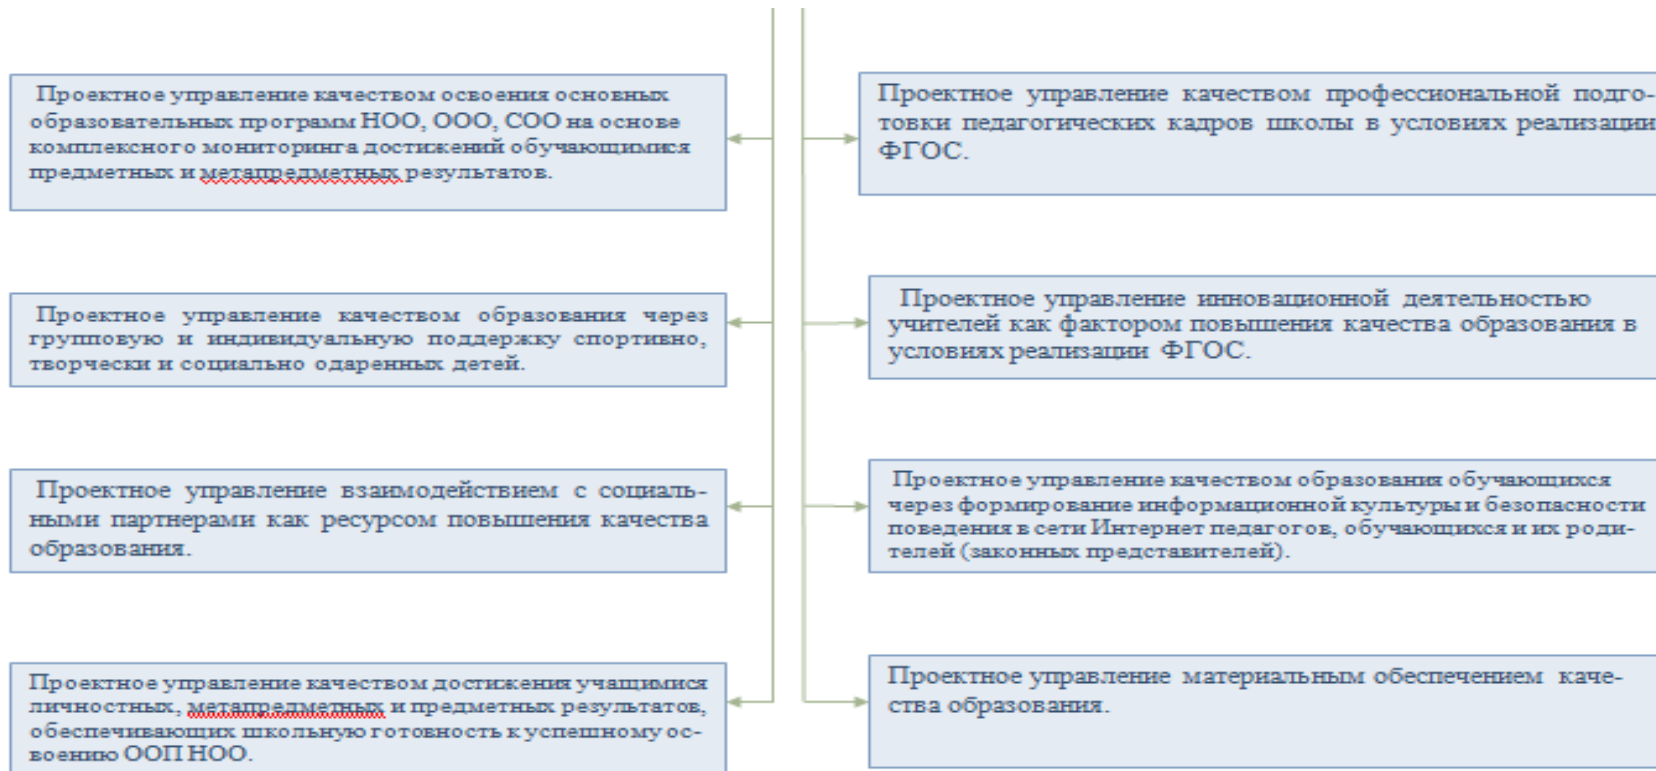 Проектное управление качеством освоения основных
образовательных программ НОО, ООО, СОО на основе
комплексного мониторинга достижений обучающимися
предметных и метапредметных результатов.
Проектное управление качеством образования через
групповую и индивидуальную поддержку спортивно,
творчески и социально одаренных детей.
Проектное управление взаимодействием с социаль-
ными партнерами как ресурсом повышения качества
образования.
Проектное управление качеством достижения учащимися
личностных, метапредметных и предметных результатов,
обеспечивающих школьную готовность к успешному ос-
воению ООП НОО.
Проектное управление качеством профессиональной подго-
товки педагогических кадров школы в условиях реализации
ФГОС.
Проектное управление инновационной деятельностью
учителей как фактором повышения качества образования в
условиях реализации ФГОС.
Проектное управление качеством образования обучающихся
через формирование информационной культуры и безопасности
поведения в сети Интернет педагогов, обучающихся и их роди-
телей (законных представителей).
Проектное управление материальным обеспечением каче-
ства образования.